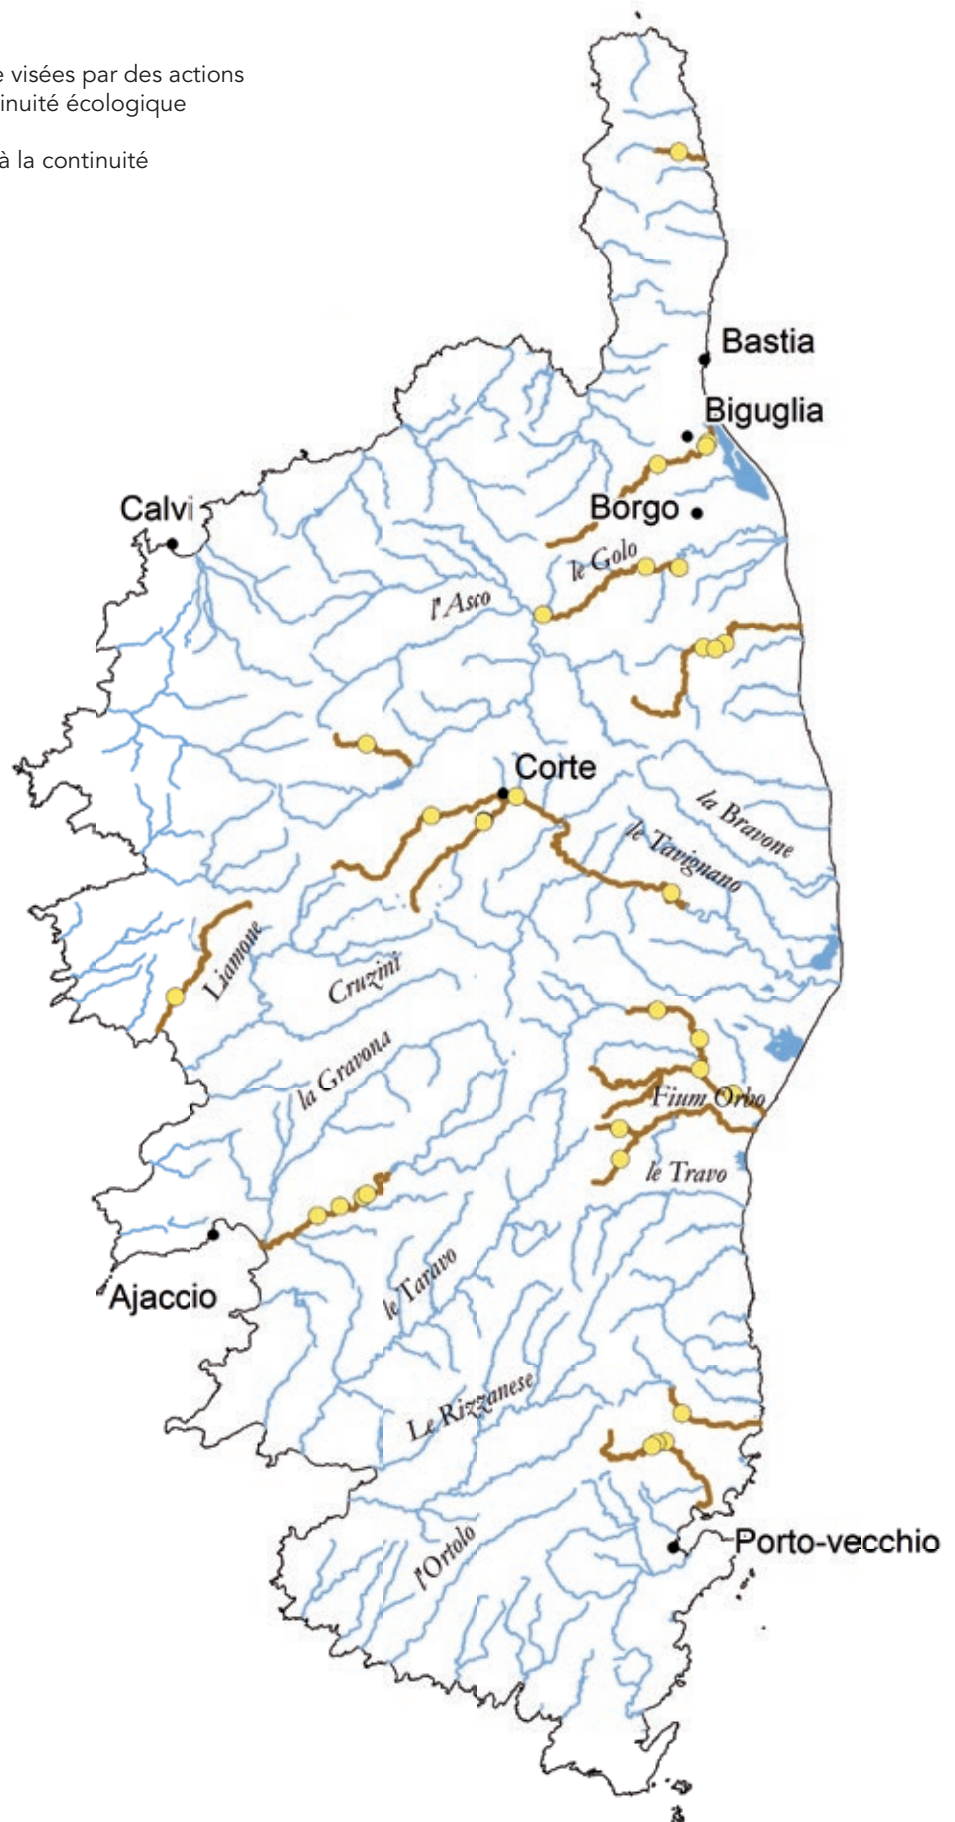 e visées par des actions
inuité écologique
à la continuité
Bastia
Biguglia
Calvi
Borgo
le Golo
l'Asco
Corte
la Bravone
le Tavignano
Liamone
Cruzini
la Gravona
Fium Orbo
le Travo
Ajaccio
le Taravo
Le Rizzanese
Porto-vecchio
l'Ortolo